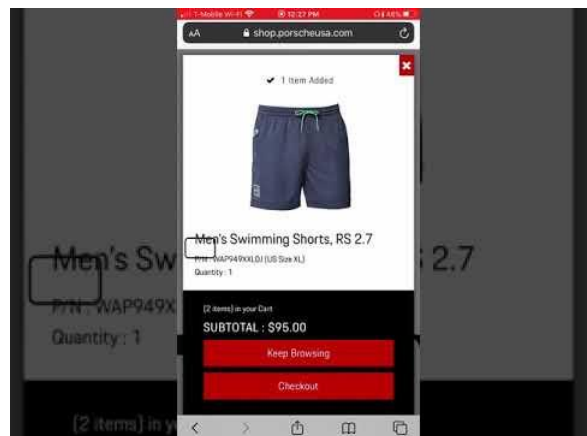 T-Mobile Wi-Fi 12:27 PM 46%
AA shop.porscheusa.com
1 Item Added
Men's Swimming Shorts, RS 2.7
P/N : WAP949XXL0J (US Size XL)
Quantity : 1
(2 items) in your Cart
SUBTOTAL : $95.00
Keep Browsing
Checkout
Men's Sw
2.7
P/N : WAP949X
Quantity : 1
(2 items) in y